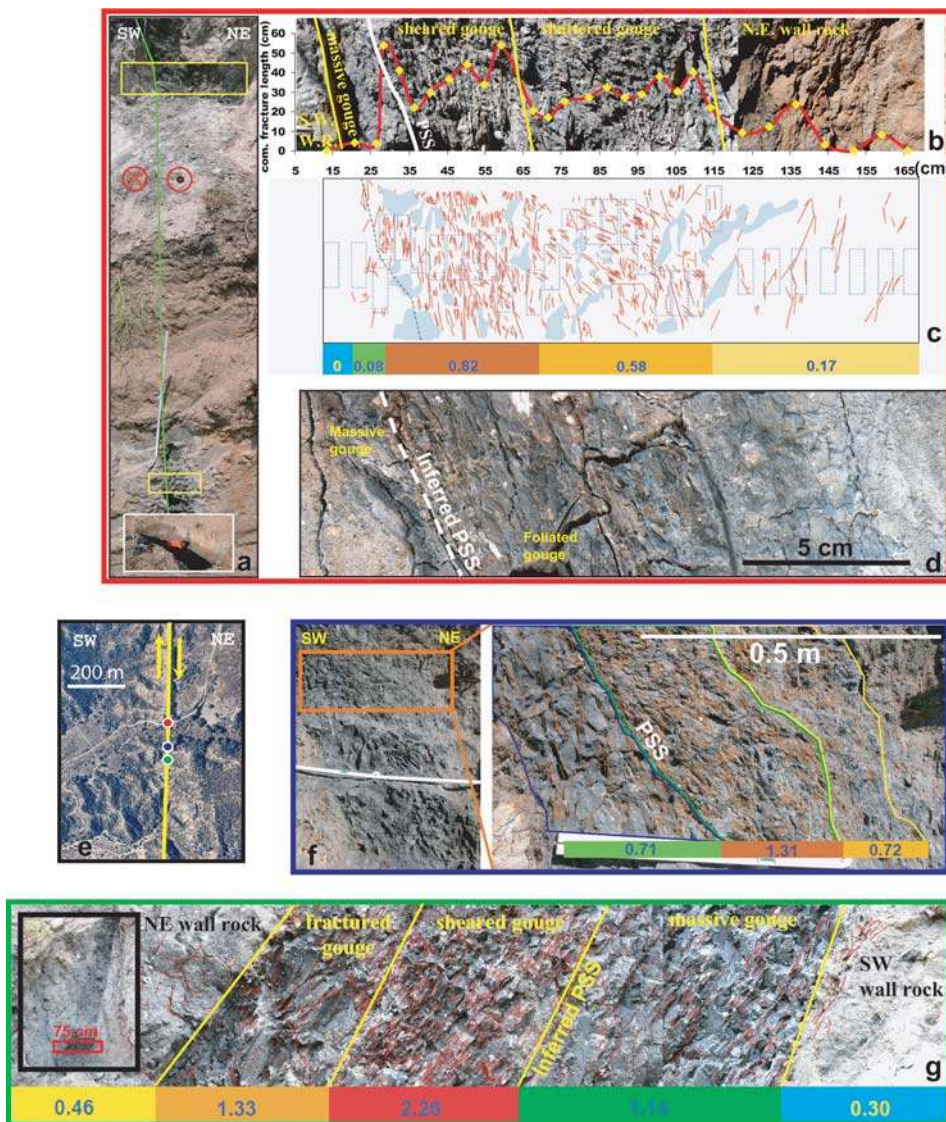 SW NE
a
com. fracture length (cm)
60
50
40
30
20
10
0
S.W.
W.R.
massive gouge
PSS
sheared gouge
shattered gouge
N.E. wall rock
b
5 15 25 35 45 55 65 75 85 95 105 115 125 135 145 155 165 (cm)
c
0 0.08 0.82 0.58 0.17
Massive
gouge
Inferred PSS
Foliated
gouge
5 cm
d
SW NE
200 m
e
SW NE
f
0.5 m
PSS
0.71 1.31 0.72
NE wall rock
fractured
gouge
sheared gouge
Inferred PSS
massive gouge
SW
wall rock
75 cm
g
0.46 1.33 2.26 1.14 0.30